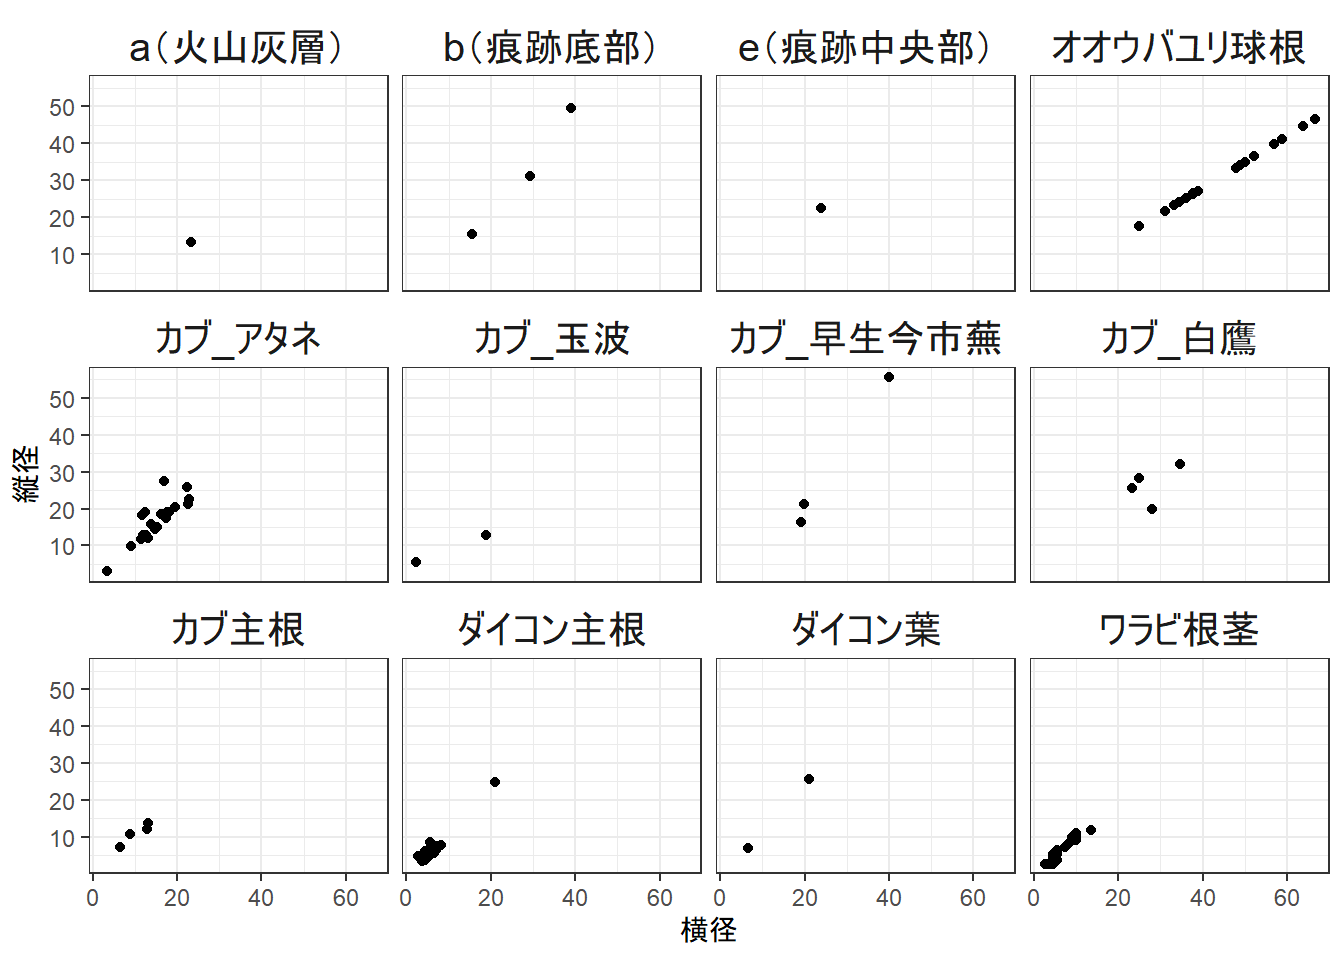 a（火山灰層）
b（痕跡底部）
e（痕跡中央部）
オオウバユリ球根
50
40
30
20
10
カブ_アタネ
カブ_玉波
カブ_早生今市蕪
カブ_白鷹
縦径
50
40
30
20
10
カブ主根
ダイコン主根
ダイコン葉
ワラビ根茎
50
40
30
20
10
0 20 40 60
0 20 40 60
0 20 40 60
0 20 40 60
横径